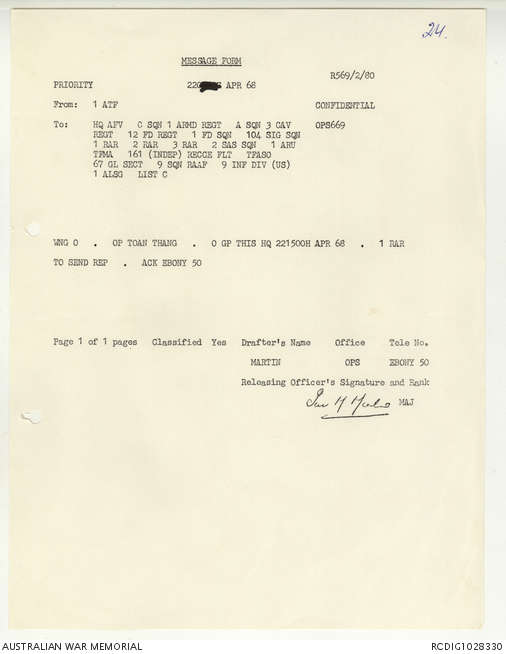 24.
MESSAGE FORM
R569/2/80
PRIORITY 220 APR 68
From: 1 ATF CONFIDENTIAL
To: HQ AFV C SQN 1 ARMD REGT A SQN 3 CAV OPS669
REGT 12 FD REGT 1 FD SQN 104 SIG SQN
1 RAR 2 RAR 3 RAR 2 SAS SQN 1 ARU
TFMA 161 (INDEP) RECCE FLT TFASO
67 GL SECT 9 SQN RAAF 9 INF DIV (US)
1 ALSG LIST C
WNG O . OP TOAN THANG . O GP THIS HQ 221500H APR 68 . 1 RAR
TO SEND REP . ACK EBONY 50
Page 1 of 1 pages Classified Yes Drafter's Name Office Tele No.
MARTIN OPS EBONY 50
Releasing Officer's Signature and Rank
MAJ
AUSTRALIAN WAR MEMORIAL RCDIG1028330